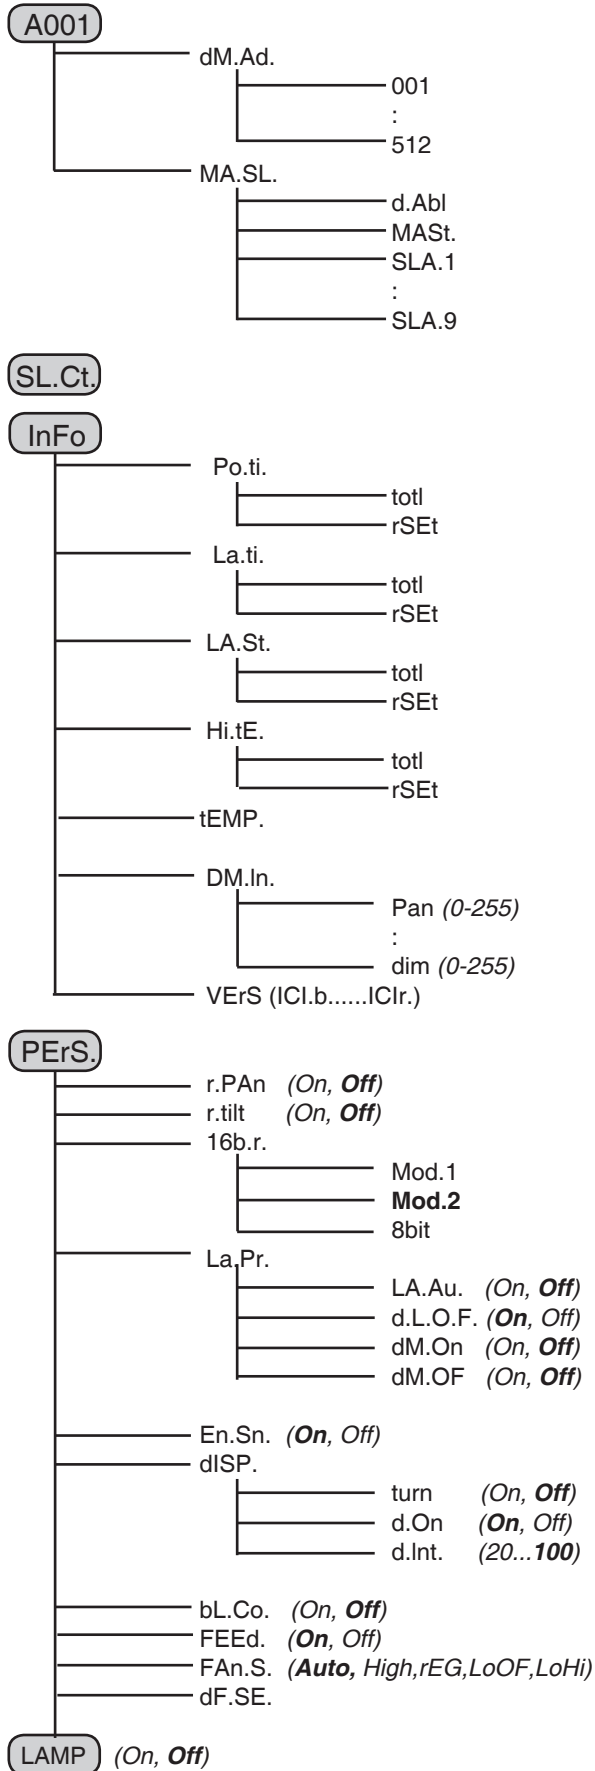 A001
dM.Ad.
001
:
512
MA.SL.
d.Abl
MASt.
SLA.1
:
SLA.9
SL.Ct.
InFo
Po.ti.
totl
rSEt
La.ti.
totl
rSEt
LA.St.
totl
rSEt
Hi.tE.
totl
rSEt
tEMP.
DM.In.
Pan (0-255)
:
dim (0-255)
VErS (ICI.b......ICIr.)
PErS.
r.PAn (On, Off)
r.tilt (On, Off)
16b.r.
Mod.1
Mod.2
8bit
La.Pr.
LA.Au. (On, Off)
d.L.O.F. (On, Off)
dM.On (On, Off)
dM.OF (On, Off)
En.Sn. (On, Off)
dISP.
turn (On, Off)
d.On (On, Off)
d.Int. (20...100)
bL.Co. (On, Off)
FEEd. (On, Off)
FAn.S. (Auto, High,rEG,LoOF,LoHi)
dF.SE.
LAMP (On, Off)